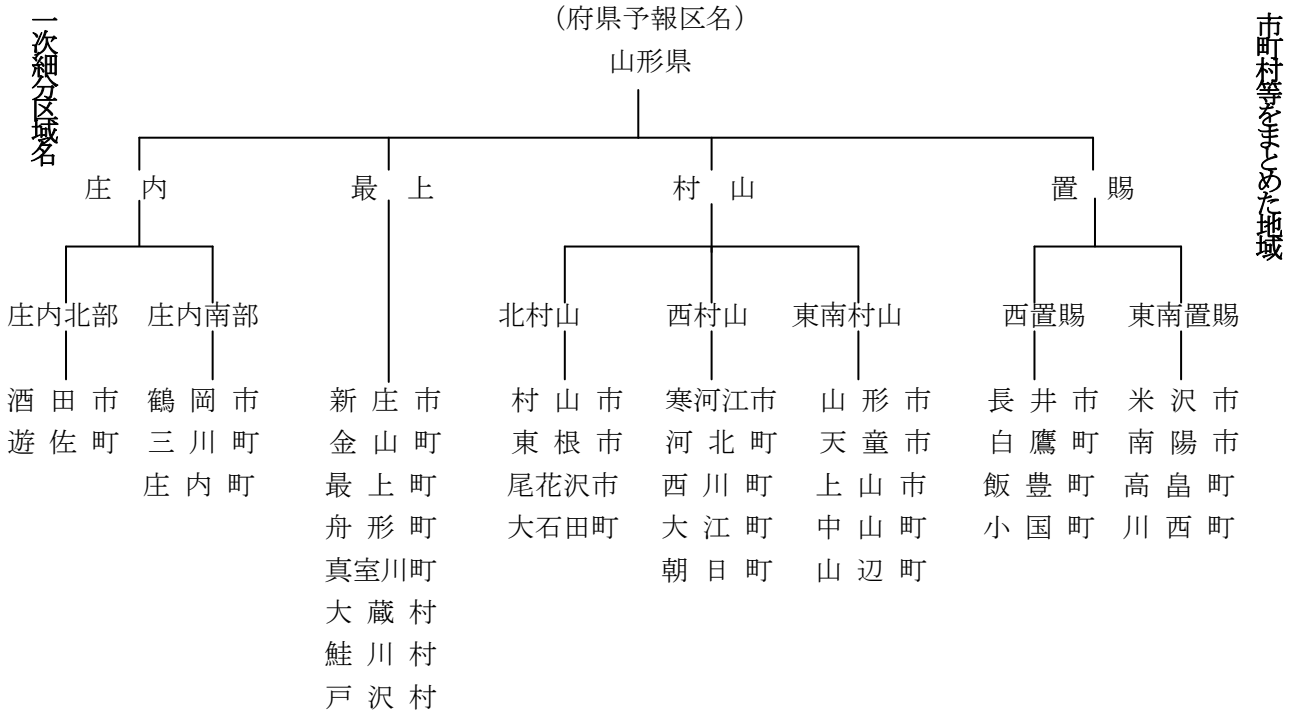 (府県予報区名)
山形県
一次細分区域名
市町村等をまとめた地域
庄内 最上 村山 置賜
庄内北部 庄内南部 北村山 西村山 東南村山 西置賜 東南置賜
酒田市 鶴岡市 新庄市 村山市 寒河江市 山形市 長井市 米沢市
遊佐町 三川町 金山町 東根市 河北町 天童市 白鷹町 南陽市
庄内町 最上町 尾花沢市 西川町 上山市 飯豊町 高畠町
舟形町 大石田町 大江町 中山町 小国町 川西町
真室川町 朝日町 山辺町
大蔵村
鮭川村
戸沢村